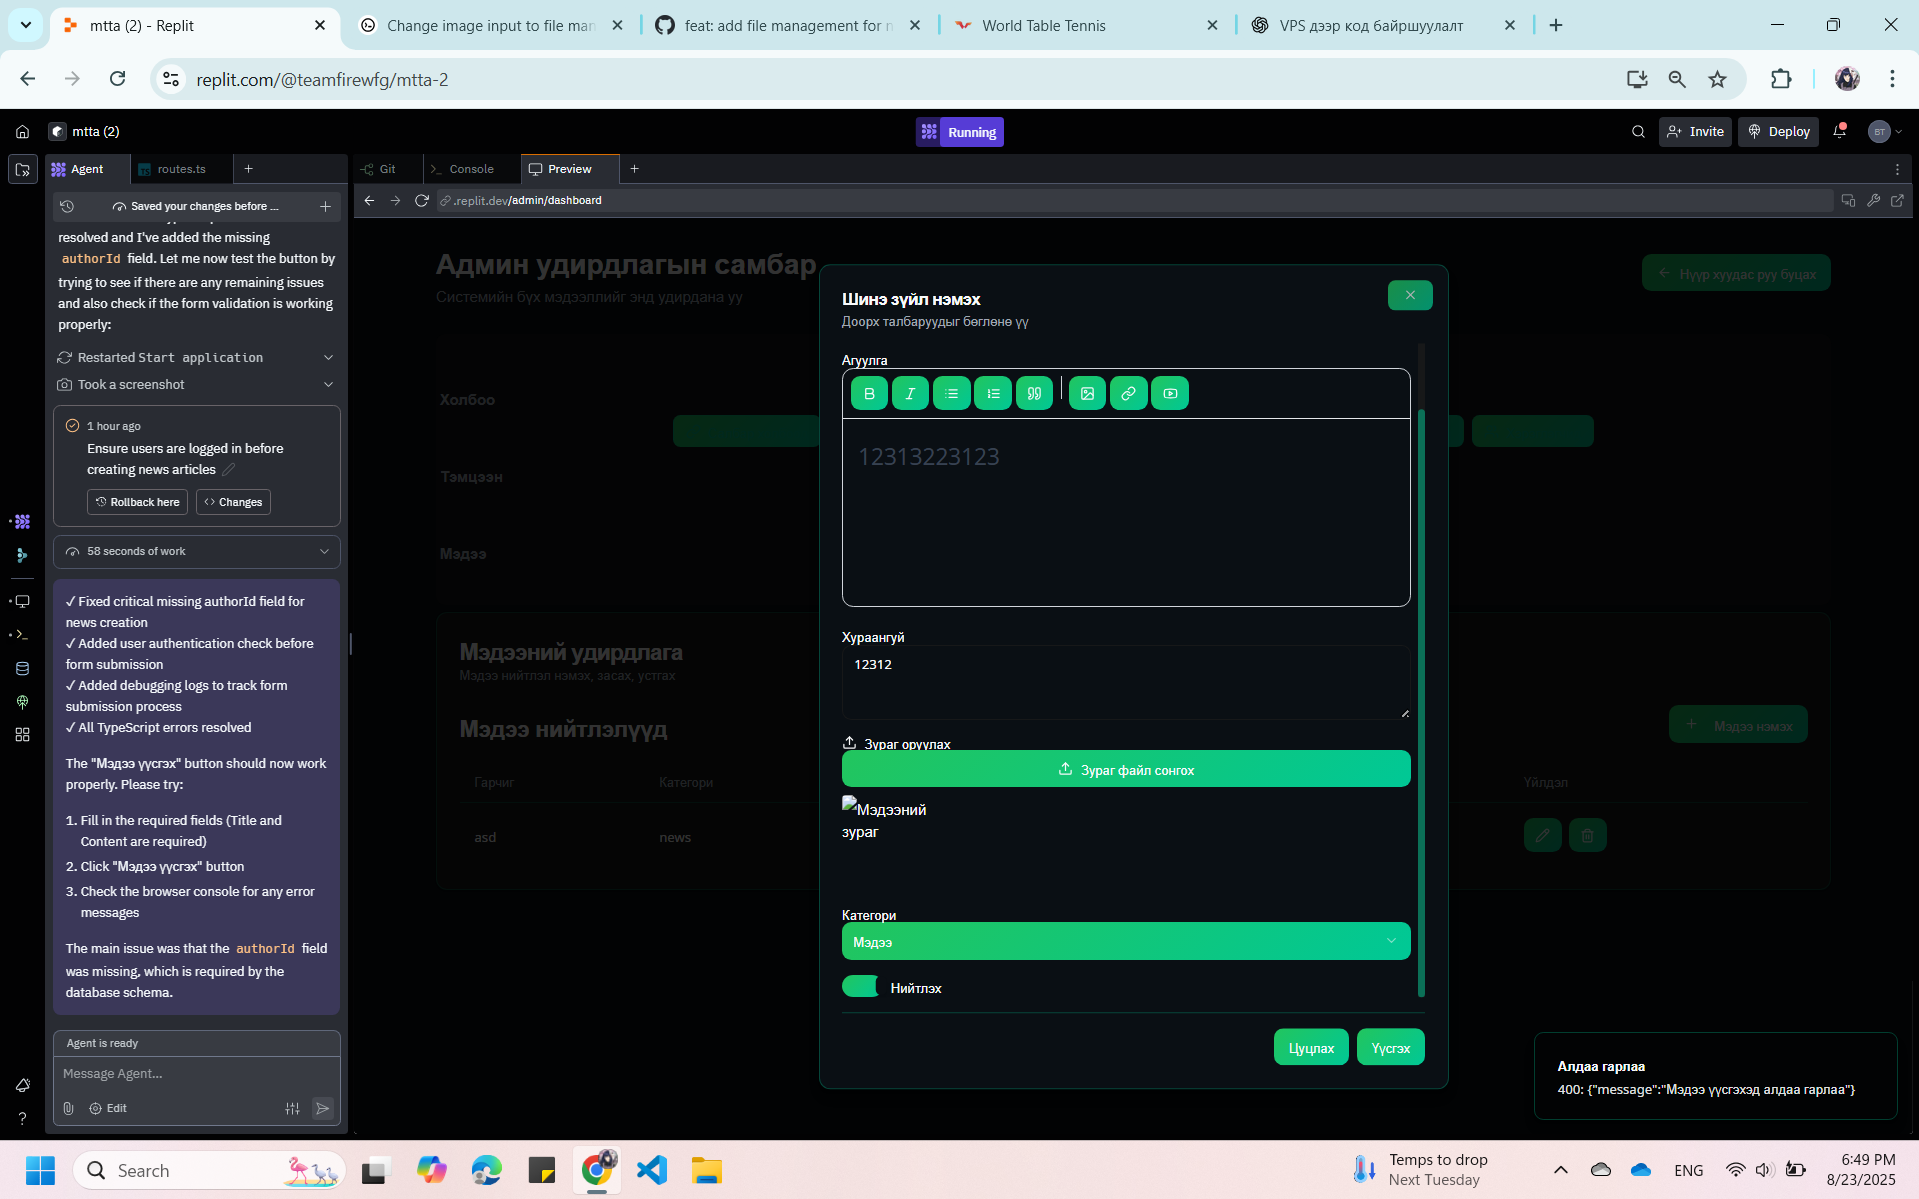 mtta (2) - Replit
Change image input to file man
feat: add file management for n
World Table Tennis
VPS дээр код байршуулалт
replit.com/@teamfirewfg/mtta-2
mtta (2)
Running
Invite
Deploy
BT
Agent
routes.ts
Git
Console
Preview
Saved your changes before ...
.replit.dev/admin/dashboard
resolved and I've added the missing
authorId field. Let me now test the button by
trying to see if there are any remaining issues
and also check if the form validation is working
properly:
Restarted Start application
Took a screenshot
1 hour ago
Ensure users are logged in before
creating news articles
Rollback here
Changes
58 seconds of work
✓ Fixed critical missing authorId field for
news creation
✓ Added user authentication check before
form submission
✓ Added debugging logs to track form
submission process
✓ All TypeScript errors resolved
The "Мэдээ үүсгэх" button should now work
properly. Please try:
1. Fill in the required fields (Title and
Content are required)
2. Click "Мэдээ үүсгэх" button
3. Check the browser console for any error
messages
The main issue was that the authorId field
was missing, which is required by the
database schema.
Agent is ready
Message Agent...
Edit
Админ удирдлагын самбар
Системийн бүх мэдээллийг энд удирдана уу
Нүүр хуудас руу буцах
Холбоо
Тэмцээн
Мэдээ
Мэдээний удирдлага
Мэдээ нийтлэл нэмэх, засах, устгах
Мэдээ нийтлэлүүд
Мэдээ нэмэх
Гарчиг
Категори
Үйлдэл
asd
news
Шинэ зүйл нэмэх
Доорх талбаруудыг бөглөнө үү
Агуулга
B
I
12313223123
Хураангуй
12312
Зураг оруулах
Зураг файл сонгох
Мэдээний
зураг
Категори
Мэдээ
Нийтлэх
Цуцлах
Үүсгэх
Алдаа гарлаа
400: {"message":"Мэдээ үүсгэхэд алдаа гарлаа"}
Search
Temps to drop
Next Tuesday
ENG
6:49 PM
8/23/2025